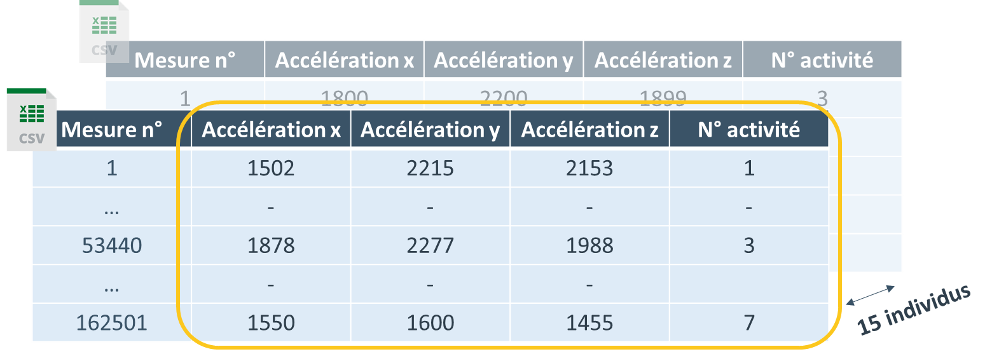 X
CSV
Mesure n° Accélération x Accélération y Accélération z N° activité
1 1800 2200 1899 3
X
CSV
Mesure n° Accélération x Accélération y Accélération z N° activité
1 1502 2215 2153 1
... - - - -
53440 1878 2277 1988 3
... - - -
162501 1550 1600 1455 7
15 individus